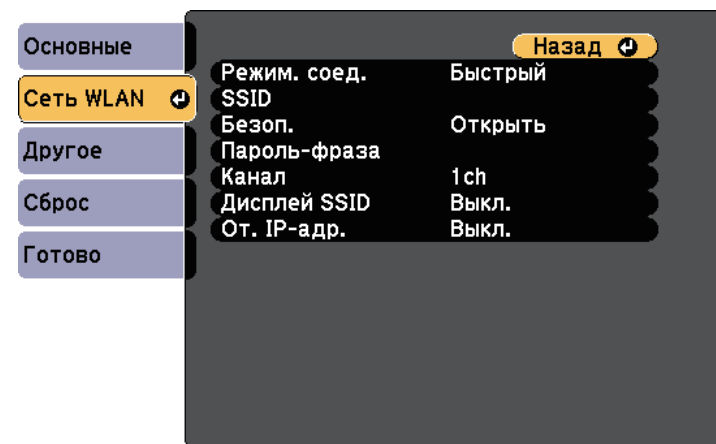 Основные
Сеть WLAN
Другое
Сброс
Готово
Назад
Режим. соед. Быстрый
SSID
Безоп. Открыть
Пароль-фраза
Канал 1ch
Дисплей SSID Выкл.
От. IP-адр. Выкл.